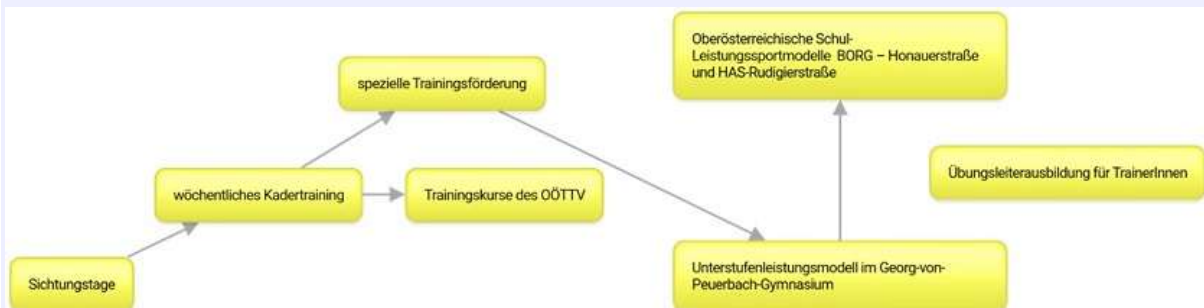 Oberösterreichische Schul-
Leistungssportmodelle BORG – Honauerstraße
und HAS-Rudigierstraße
spezielle Trainingsförderung
Übungsleiterausbildung für TrainerInnen
wöchentliches Kadertraining
Trainingskurse des OÖTTV
Unterstufenleistungsmodell im Georg-von-
Peuerbach-Gymnasium
Sichtungstage